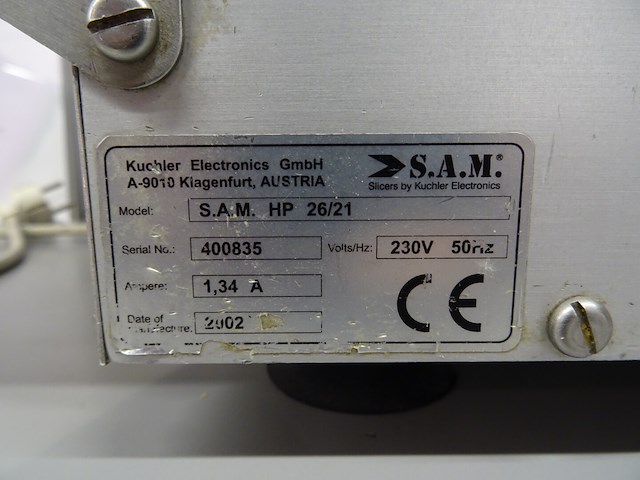 Kuchler Electronics GmbH
A-9010 Klagenfurt, AUSTRIA
S.A.M.®
Slicers by Kuchler Electronics
Model: S.A.M. HP 26/21
Serial No.: 400835 Volts/Hz: 230V 50Hz
Ampere: 1,34 A
CE
Date of
manufacture: 2002